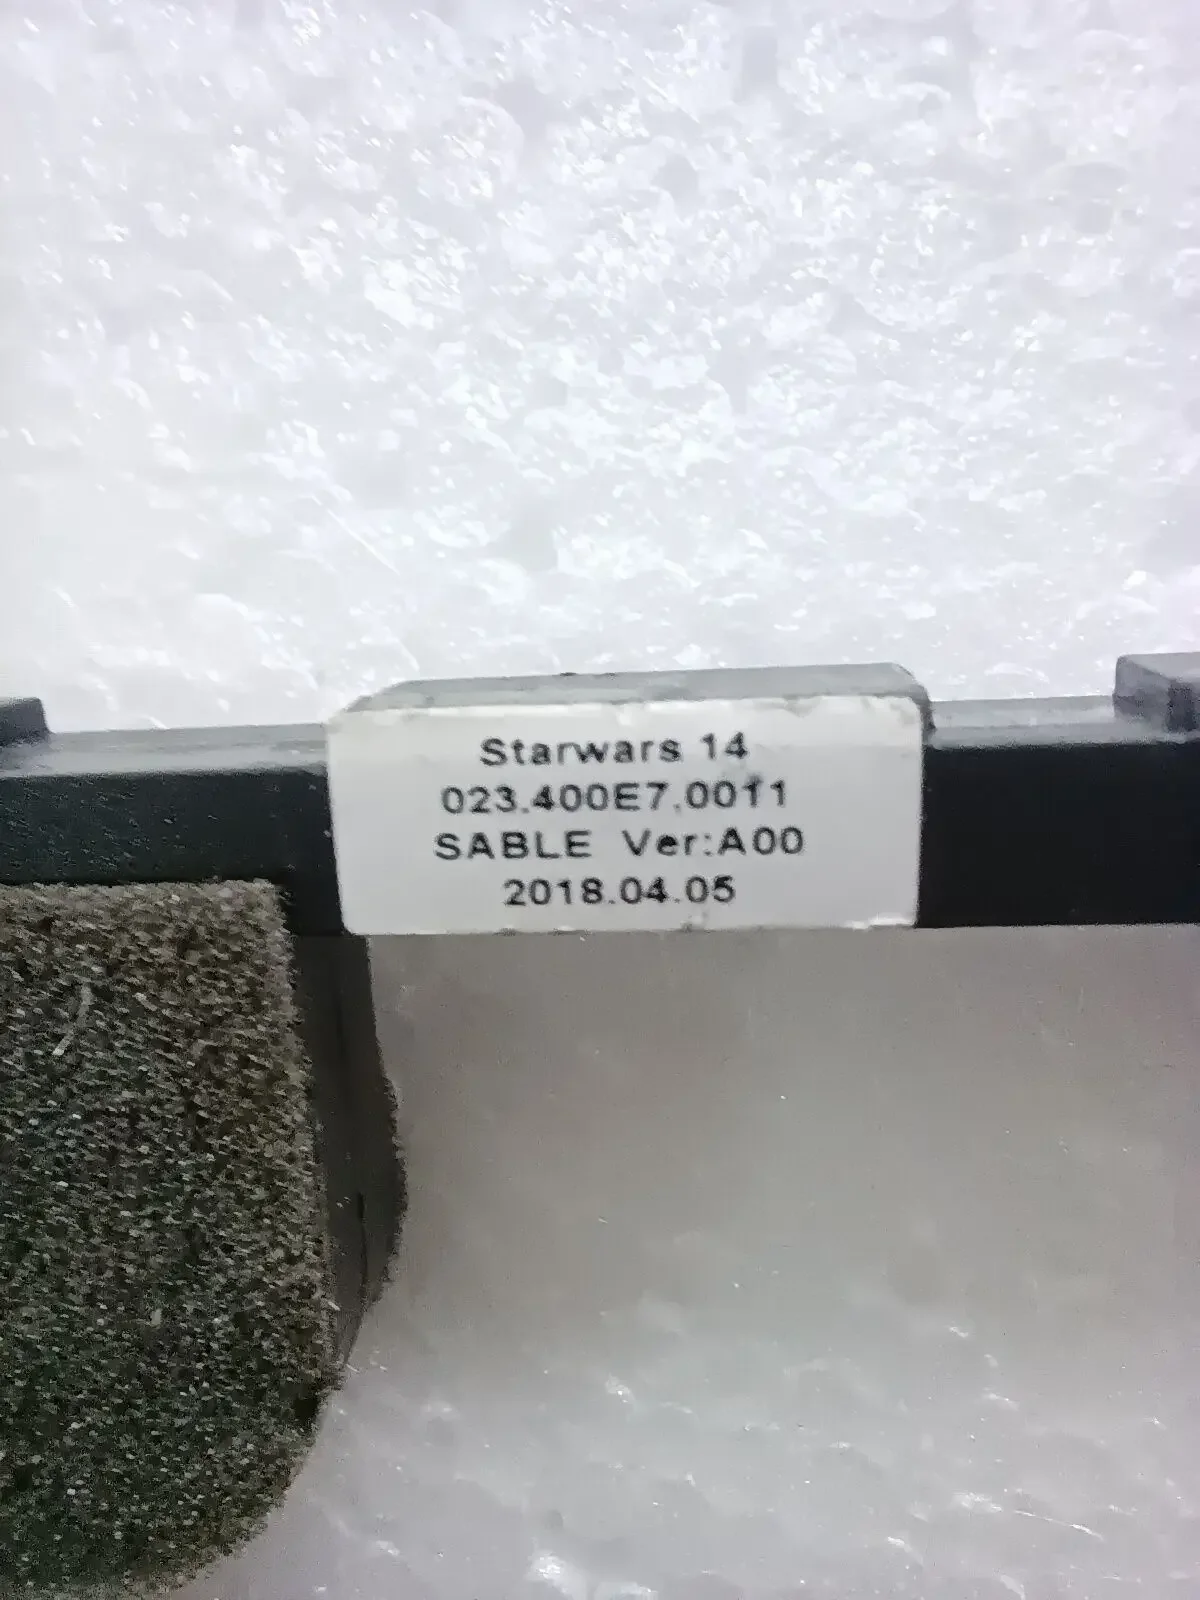 Starwars 14
023.400E7.0011
SABLE Ver:A00
2018.04.05